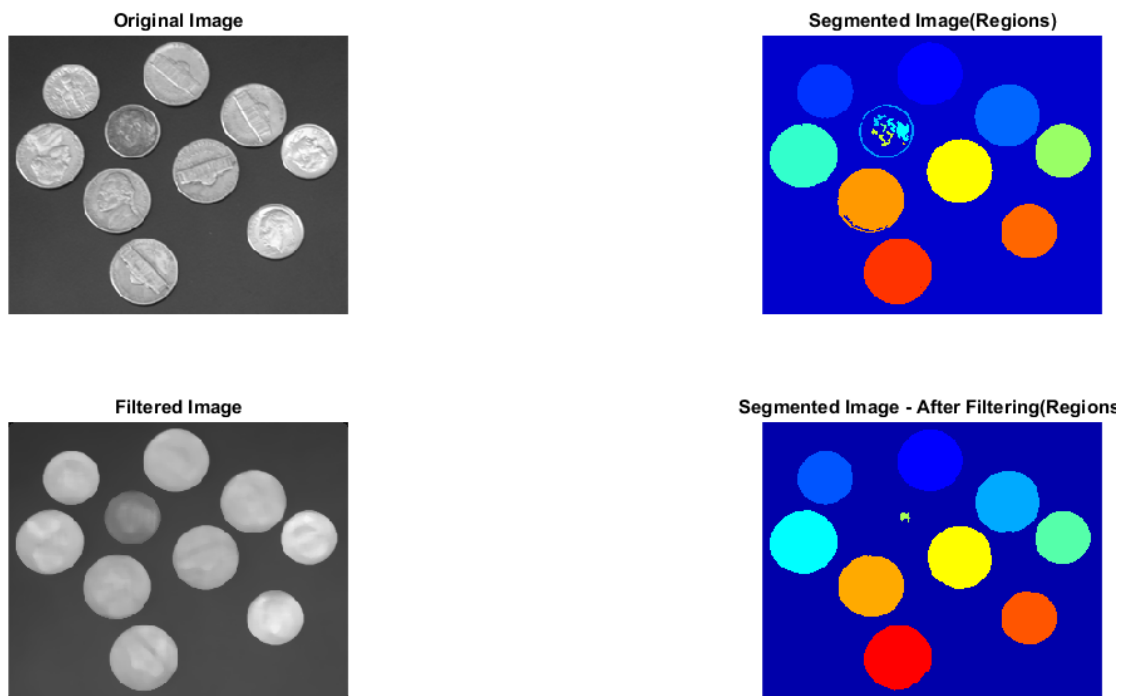 Original Image
Segmented Image(Regions)
Filtered Image
Segmented Image - After Filtering(Regions